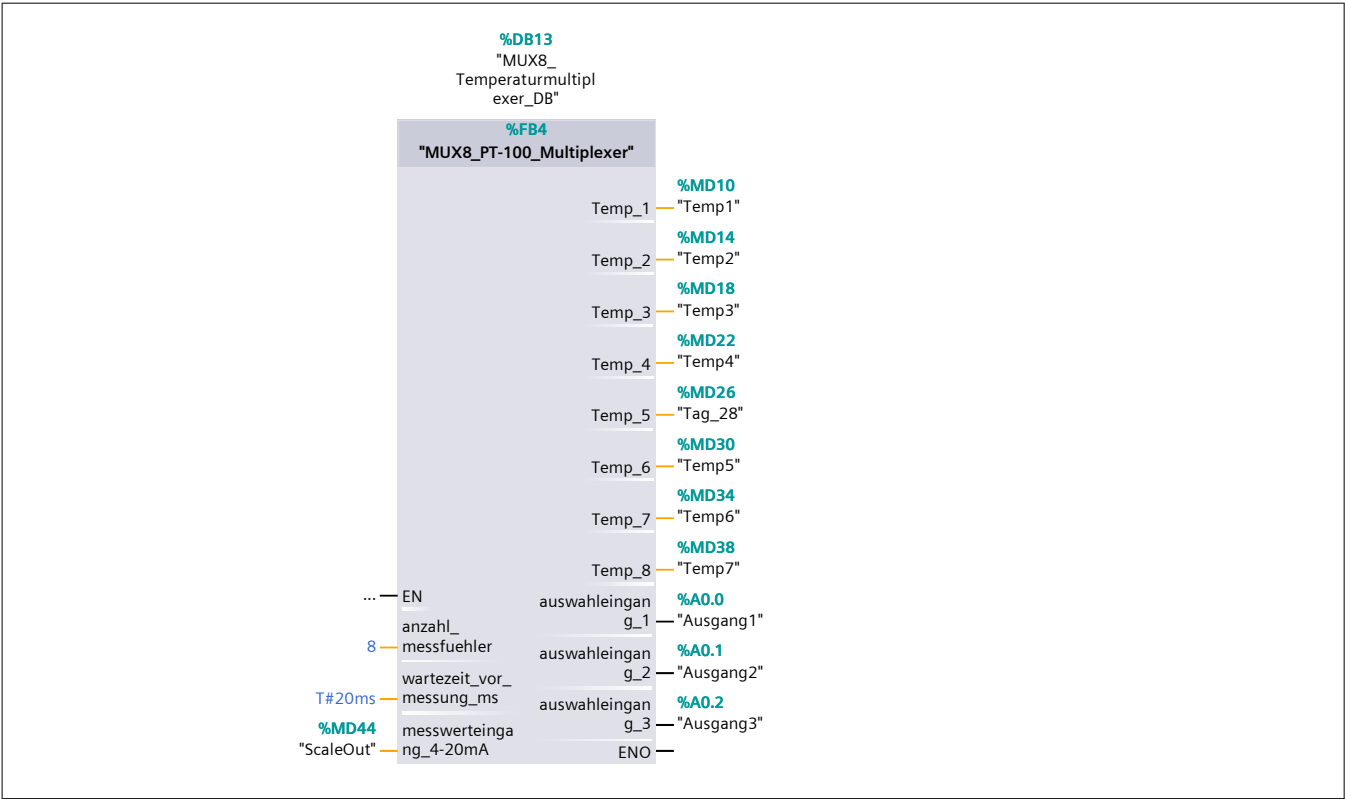 %DB13
"MUX8_
Temperaturmultipl
exer_DB"
%FB4
"MUX8_PT-100_Multiplexer"
%MD10
Temp_1 "Temp1"
%MD14
Temp_2 "Temp2"
%MD18
Temp_3 "Temp3"
%MD22
Temp_4 "Temp4"
%MD26
Temp_5 "Tag_28"
%MD30
Temp_6 "Temp5"
%MD34
Temp_7 "Temp6"
%MD38
Temp_8 "Temp7"
... EN
anzahl_
8 messfuehler
wartezeit_vor_
T#20ms messung_ms
%MD44 messwerteinga
"ScaleOut" ng_4-20mA
auswahleingan %A0.0
g_1 "Ausgang1"
auswahleingan %A0.1
g_2 "Ausgang2"
auswahleingan %A0.2
g_3 "Ausgang3"
ENO